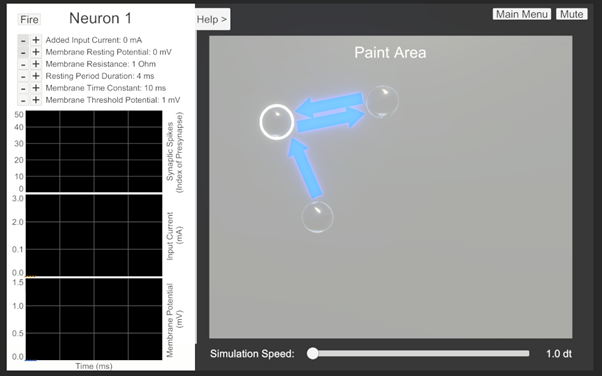 Fire
Neuron 1
Help >
Main Menu
Mute
- + Added Input Current: 0 mA
- + Membrane Resting Potential: 0 mV
- + Membrane Resistance: 1 Ohm
- + Resting Period Duration: 4 ms
- + Membrane Time Constant: 10 ms
- + Membrane Threshold Potential: 1 mV
50
40
30
20
10
0
Synaptic Spikes
(Index of Presynapse)
3.0
2.0
0.1
0.0
Input Current
(mA)
1.5
1.0
0.5
0.0
Membrane Potential
(mV)
Time (ms)
Paint Area
Simulation Speed:
1.0 dt